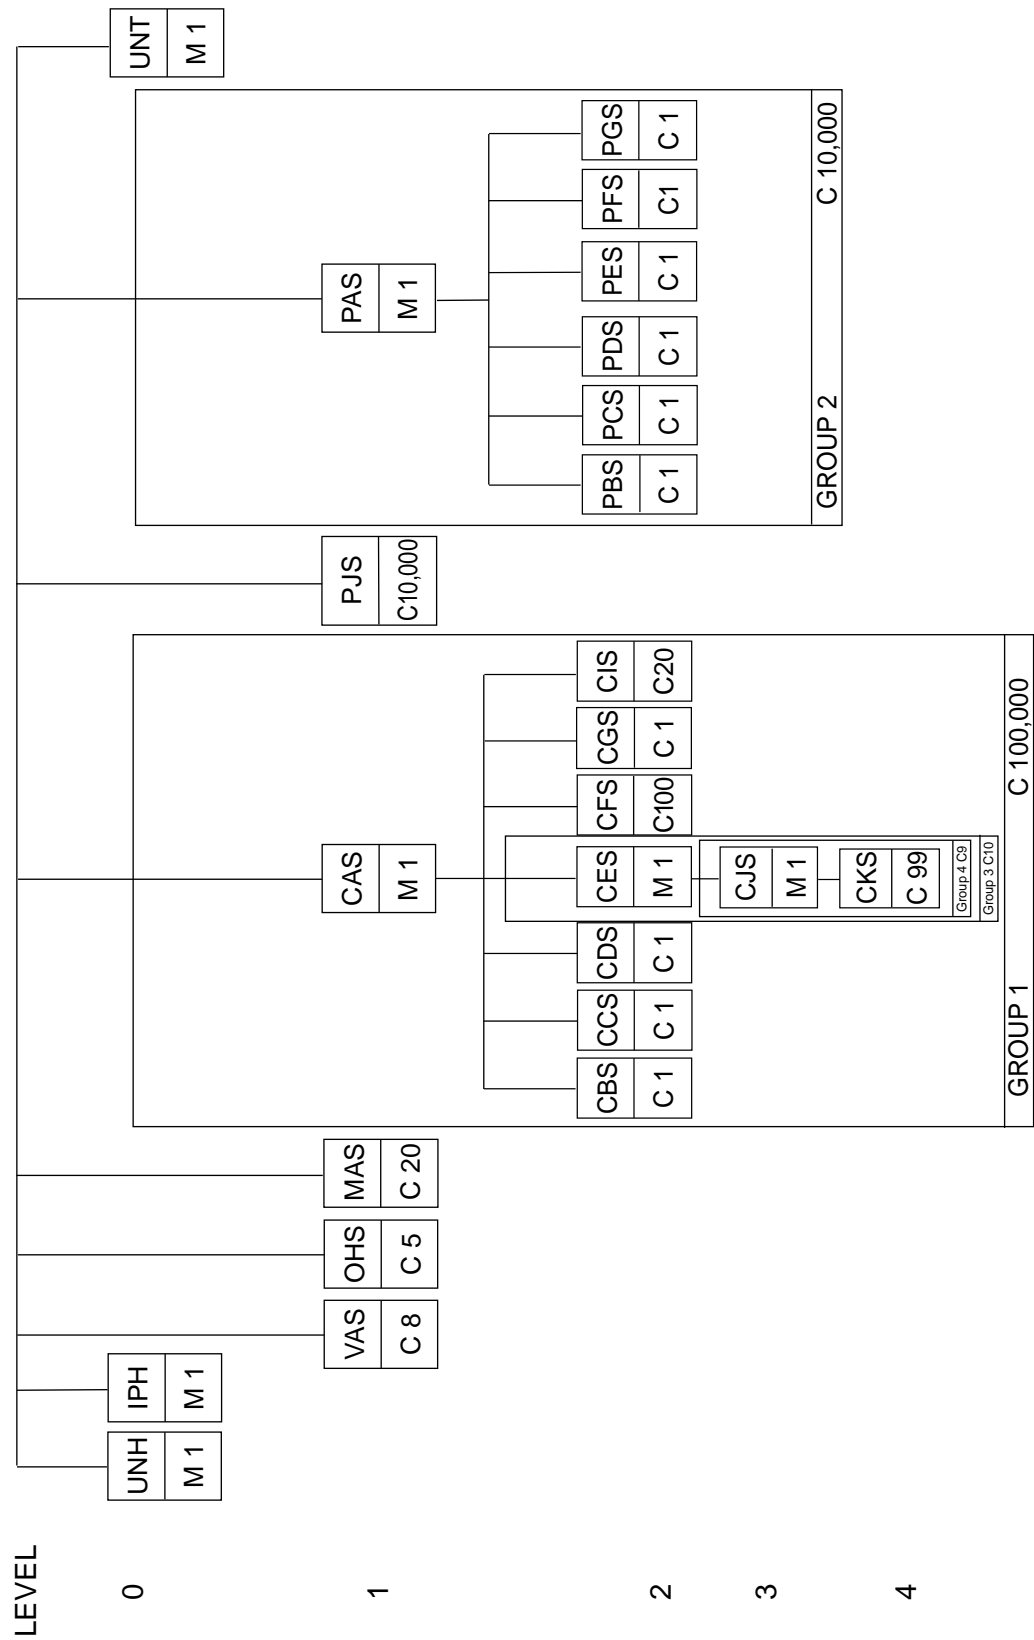 LEVEL
0
1
2
3
4
UNH
M 1
IPH
M 1
UNT
M 1
VAS
C 8
OHS
C 5
MAS
C 20
CAS
M 1
PJS
C10,000
PAS
M 1
CBS
C 1
CCS
C 1
CDS
C 1
CES
M 1
CFS
C100
CGS
C 1
CIS
C20
CJS
M 1
CKS
C 99
Group 4 C9
Group 3 C10
GROUP 1 C 100,000
PBS
C 1
PCS
C 1
PDS
C 1
PES
C 1
PFS
C1
PGS
C 1
GROUP 2 C 10,000